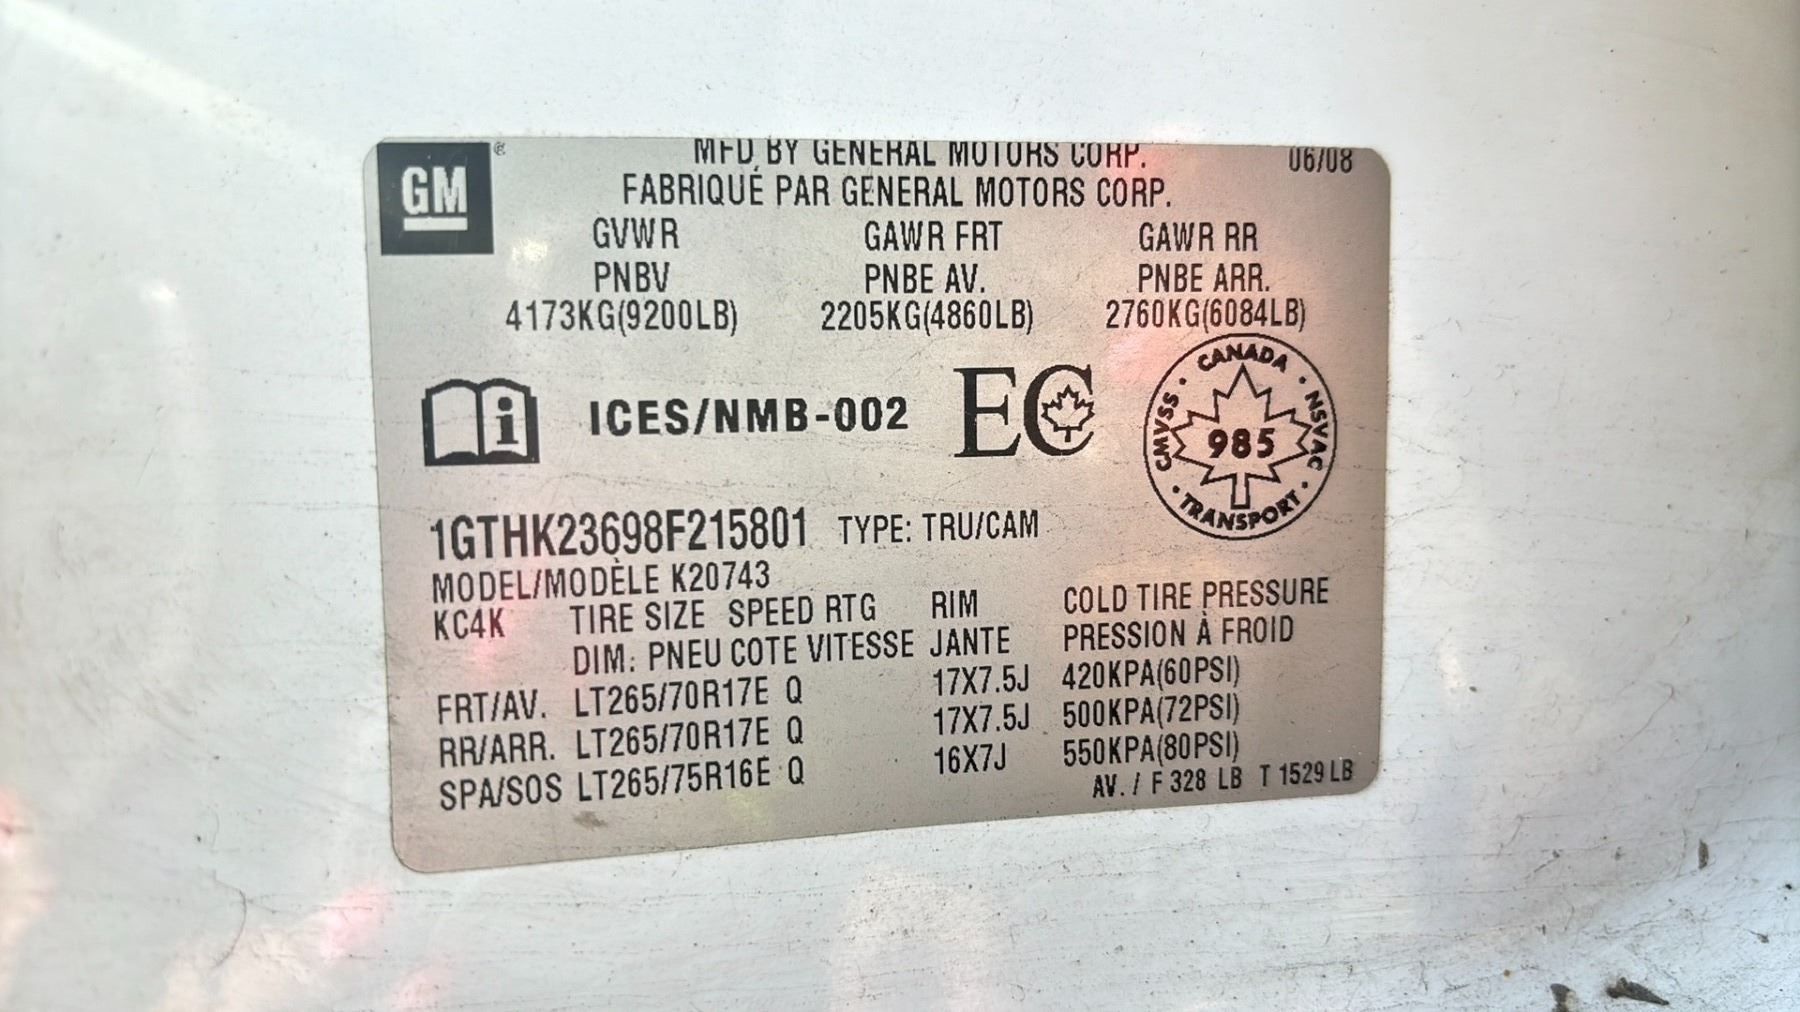 GM
MFD BY GENERAL MOTORS CORP. 06/08
FABRIQUÉ PAR GENERAL MOTORS CORP.
GVWR GAWR FRT GAWR RR
PNBV PNBE AV. PNBE ARR.
4173KG(9200LB) 2205KG(4860LB) 2760KG(6084LB)
i ICES/NMB-002 EC
CANADA
CMVSS 985 NSVAC
TRANSPORT
1GTHK23698F215801 TYPE: TRU/CAM
MODEL/MODÈLE K20743
KC4K TIRE SIZE SPEED RTG RIM COLD TIRE PRESSURE
DIM: PNEU COTE VITESSE JANTE PRESSION À FROID
FRT/AV. LT265/70R17E Q 17X7.5J 420KPA(60PSI)
RR/ARR. LT265/70R17E Q 17X7.5J 500KPA(72PSI)
SPA/SOS LT265/75R16E Q 16X7J 550KPA(80PSI)
AV. / F 328 LB T 1529 LB